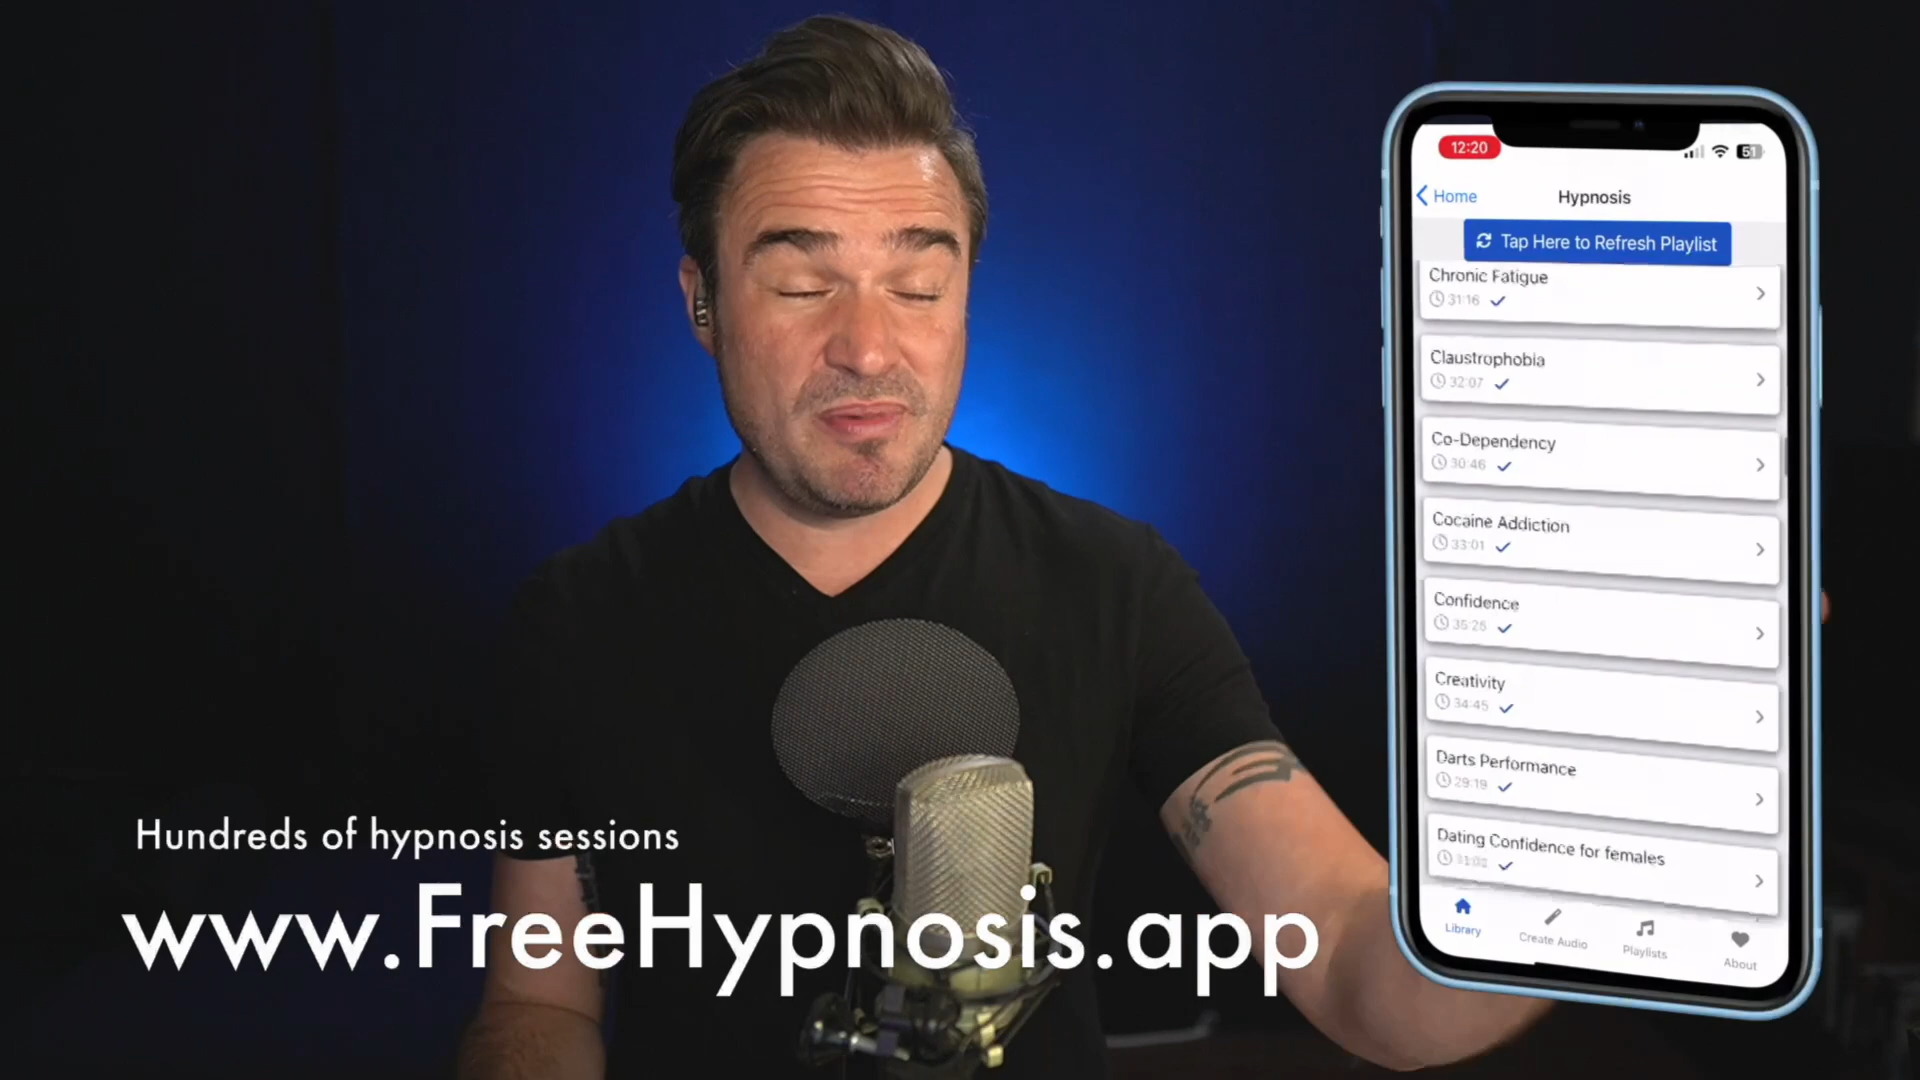 12:20
51
Home
Hypnosis
Tap Here to Refresh Playlist
Chronic Fatigue
31:16
Claustrophobia
32:07
Co-Dependency
30:46
Cocaine Addiction
33:01
Confidence
35:25
Creativity
34:45
Darts Performance
29:19
Dating Confidence for females
Library
Create Audio
Playlists
About
Hundreds of hypnosis sessions
www.FreeHypnosis.app